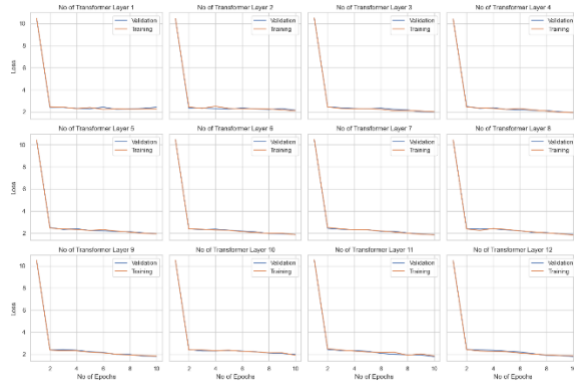 No of Transformer Layer 1
No of Transformer Layer 2
No of Transformer Layer 3
No of Transformer Layer 4
Loss
10
8
6
4
2
Validation
Training
Validation
Training
Validation
Training
Validation
Training
No of Transformer Layer 5
No of Transformer Layer 6
No of Transformer Layer 7
No of Transformer Layer 8
Loss
10
8
6
4
2
Validation
Training
Validation
Training
Validation
Training
Validation
Training
No of Transformer Layer 9
No of Transformer Layer 10
No of Transformer Layer 11
No of Transformer Layer 12
Loss
10
8
6
4
2
Validation
Training
Validation
Training
Validation
Training
Validation
Training
2 4 6 8 10
2 4 6 8 10
2 4 6 8 10
2 4 6 8 10
No of Epochs
No of Epochs
No of Epochs
No of Epochs